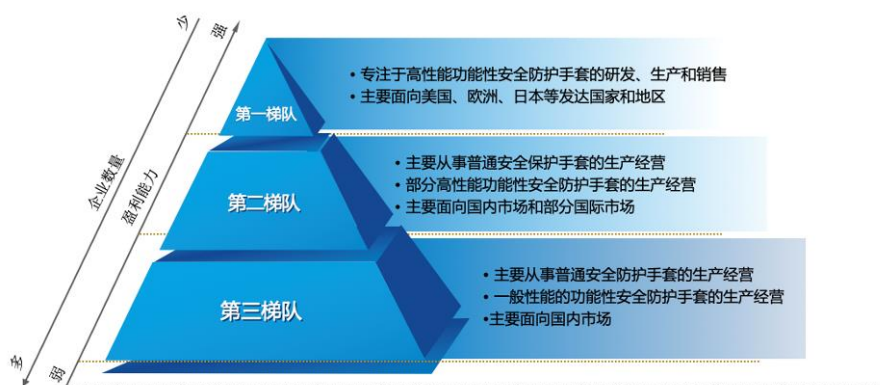 少
强
• 专注于高性能功能性安全防护手套的研发、生产和销售
• 主要面向美国、欧洲、日本等发达国家和地区
第一梯队
企业数量
盈利能力
• 主要从事普通安全保护手套的生产经营
• 部分高性能功能性安全防护手套的生产经营
• 主要面向国内市场和部分国际市场
第二梯队
• 主要从事普通安全防护手套的生产经营
• 一般性能的功能性安全防护手套的生产经营
•主要面向国内市场
第三梯队
多
弱